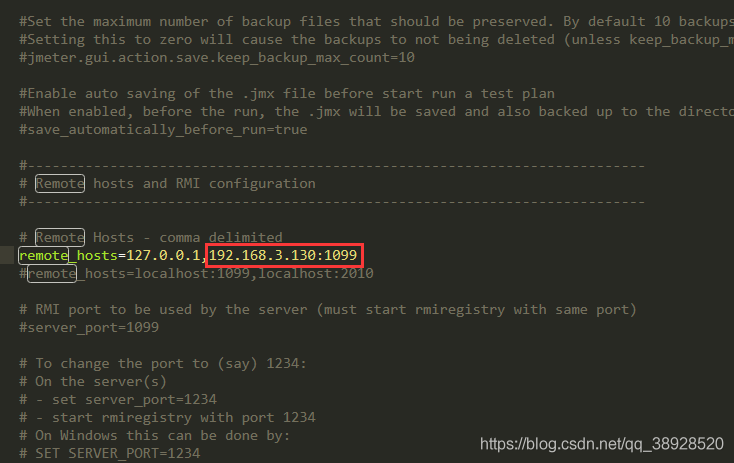 #Set the maximum number of backup files that should be preserved. By default 10 backups
#Setting this to zero will cause the backups to not being deleted (unless keep_backup_m
#jmeter.gui.action.save.keep_backup_max_count=10
#Enable auto saving of the .jmx file before start run a test plan
#When enabled, before the run, the .jmx will be saved and also backed up to the direct
#save_automatically_before_run=true
#---------------------------------------------------------------------------
# Remote hosts and RMI configuration
#---------------------------------------------------------------------------
# Remote Hosts - comma delimited
remote_hosts=127.0.0.1,192.168.3.130:1099
#remote_hosts=localhost:1099,localhost:2010
# RMI port to be used by the server (must start rmiregistry with same port)
#server_port=1099
# To change the port to (say) 1234:
# On the server(s)
# - set server_port=1234
# - start rmiregistry with port 1234
# On Windows this can be done by:
# SET SERVER_PORT=1234
https://blog.csdn.net/qq_38928520